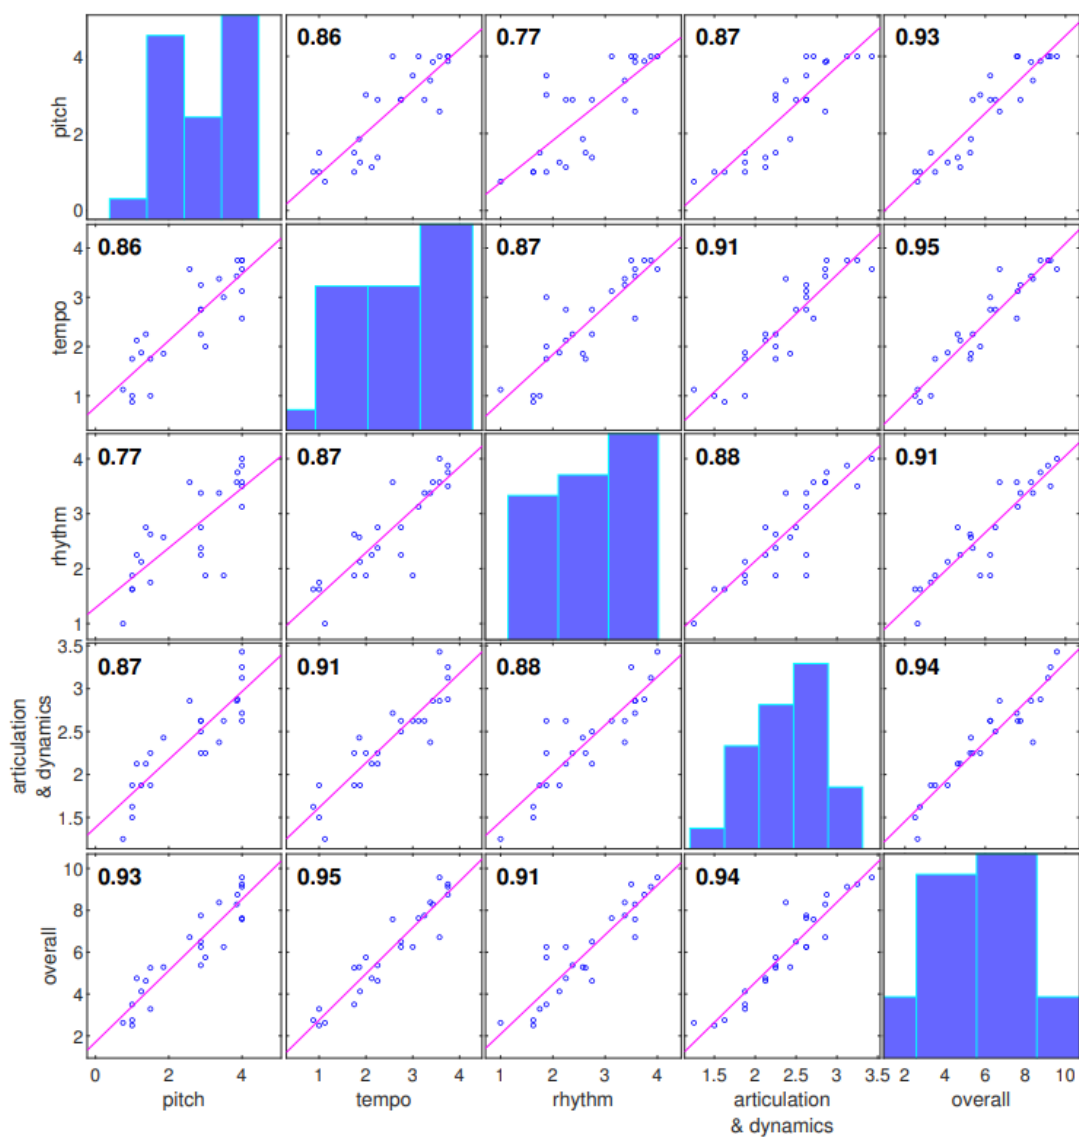 0.86 0.77 0.87 0.93
4
2
0
pitch
0.86 0.87 0.91 0.95
4
3
2
1
tempo
0.77 0.87 0.88 0.91
4
3
2
1
rhythm
0.87 0.91 0.88 0.94
3.5
3
2.5
2
1.5
articulation
& dynamics
0.93 0.95 0.91 0.94
10
8
6
4
2
overall
0 2 4 1 2 3 4 1 2 3 4 1.5 2.5 3.5 2 4 6 8 10
pitch tempo rhythm articulation overall
& dynamics